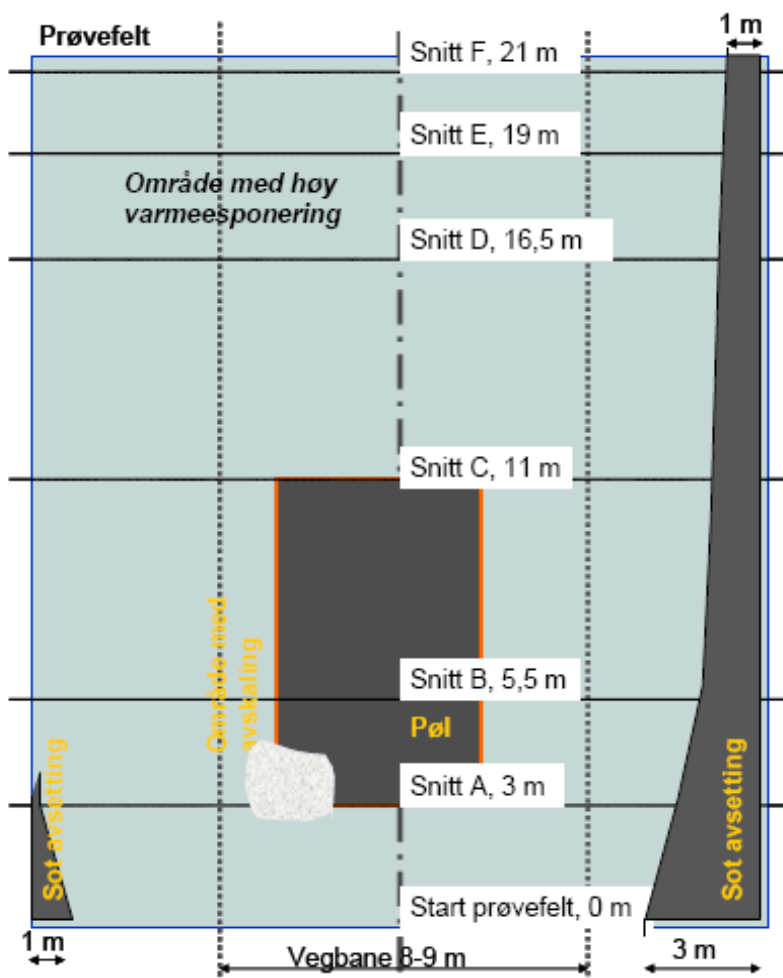 Prøvefelt
1 m
Snitt F, 21 m
Snitt E, 19 m
Område med høy
varmeesponering
Snitt D, 16,5 m
Snitt C, 11 m
Område med
avskaling
Snitt B, 5,5 m
Pøl
Snitt A, 3 m
Sot avsetting
Sot avsetting
Start prøvefelt, 0 m
1 m
Vegbane 8-9 m
3 m